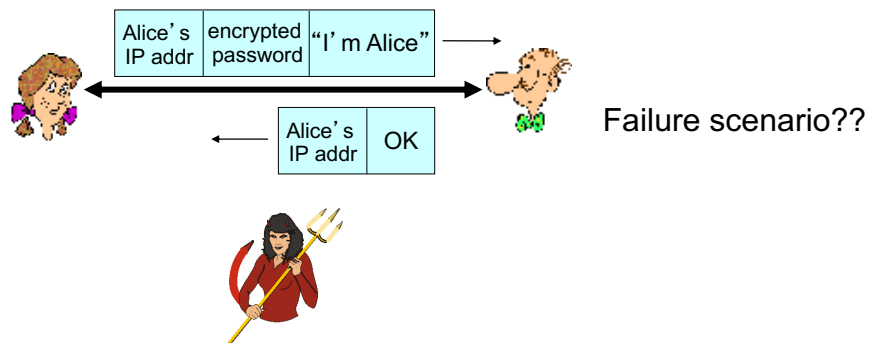 Alice’s
IP addr
encrypted
password
“I’m Alice”
Alice’s
IP addr
OK
Failure scenario??